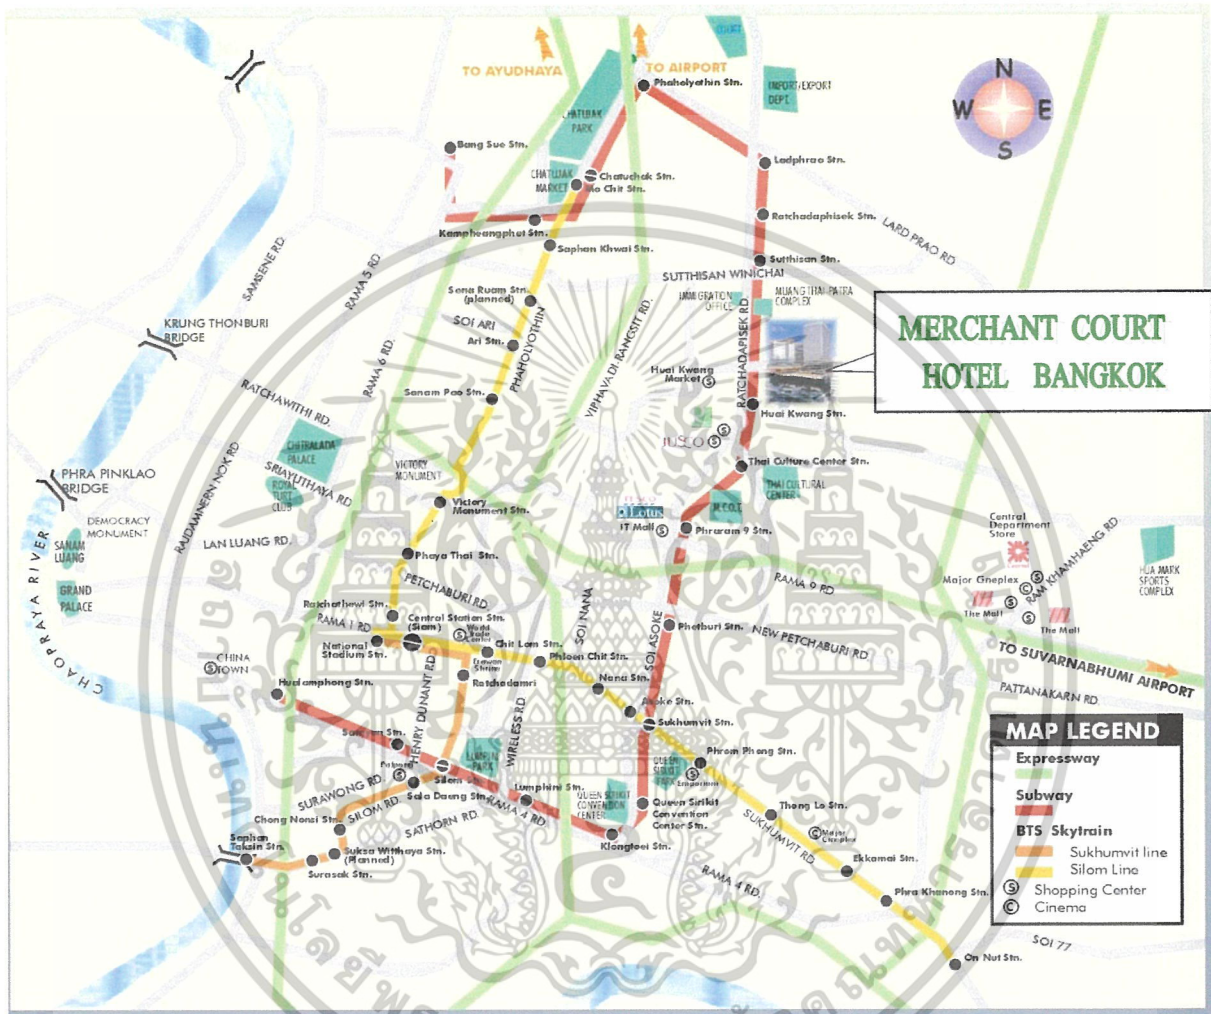 TO AYUDHAYA
TO AIRPORT
Phaholyothin Stn.
IMPORT/EXPORT
DEPT.
N
W
E
S
CHATUJAK
PARK
Bang Sue Stn.
Ladphrao Stn.
CHATUJAK
MARKET
Chatuchak Stn.
Mo Chit Stn.
Kampheangphet Stn.
Ratchadaphisek Stn.
LARD PRAO RD.
Saphan Khwai Stn.
Sutthisan Stn.
SAMSENE RD.
RAMA 5 RD
SUTTHISAN WINICHAI
Sena Ruam Stn.
(planned)
IMMIGRATION
OFFICE
MUANG THAI-PATRA
COMPLEX
KRUNG THONBURI
BRIDGE
SOI ARI
Ari Stn.
PHAHOLYOTHIN
VIPHAVADI-RANGSIT RD.
RATCHADAPISEK RD.
MERCHANT COURT
HOTEL BANGKOK
RAMA 6 RD.
RATCHAWITHI RD.
Sanam Pao Stn.
Huai Kwang
Market
Huai Kwang Stn.
CHITRALADA
PALACE
SRIAYUTHAYA RD
ROYAL
TURF
CLUB
RAJDAMNERN NOK RD
VICTORY
MONUMENT
Thai Culture Center Stn.
PHRA PINKLAO
BRIDGE
THAI CULTURAL
CENTER
M.C.O.T
Victory
Monument Stn.
Lotus
IT Mall
Phraram 9 Stn.
DEMOCRACY
MONUMENT
SANAM
LUANG
LAN LUANG RD.
Phaya Thai Stn.
Central
Department
Store
RAM KHAMHAENG RD
HUA MARK
SPORTS
COMPLEX
GRAND
PALACE
PETCHABURI RD.
RAMA 9 RD
Major Cineplex
The Mall
The Mall
CHAOPRAYA RIVER
Ratchathewi Stn.
RAMA 1 RD
Central Station Stn.
(Siam)
World
Trade
Center
Chit Lom Stn.
SOI NANA
SOI ASOKE
Phetburi Stn.
NEW PETCHABURI RD.
National
Stadium Stn.
Phloen Chit Stn.
TO SUVARNABHUMI AIRPORT
CHINA
TOWN
Erawan
Shrine
Ratchadamri
Nana Stn.
PATTANAKARN RD.
Hualamphong Stn.
HENRY DUNANT RD.
WIRELESS RD
Asoke Stn.
Sukhumvit Stn.
Sam Yan Stn.
LUMPINI
PARK
Phrom Phong Stn.
QUEEN
SIRIKIT
PARK
Emporium
SURAWONG RD.
Silom Stn.
Sala Daeng Stn.
SILOM RD.
Lumphini Stn.
RAMA 4 RD.
QUEEN SIRIKIT
CONVENSION
CENTER
Queen Sirikit
Convention
Center Stn.
Thong Lo Stn.
Chong Nonsi Stn.
SATHORN RD.
Klongtoei Stn.
SUKHUMVIT RD.
Major
Cineplex
Saphan
Taksin Stn.
Suksa Witthaya Stn.
(Planned)
Surasak Stn.
Ekkamai Stn.
RAMA 4 RD.
Phra Khanong Stn.
SOI 77
On Nut Stn.
MAP LEGEND
Expressway
Subway
BTS Skytrain
Sukhumvit line
Silom Line
S Shopping Center
C Cinema